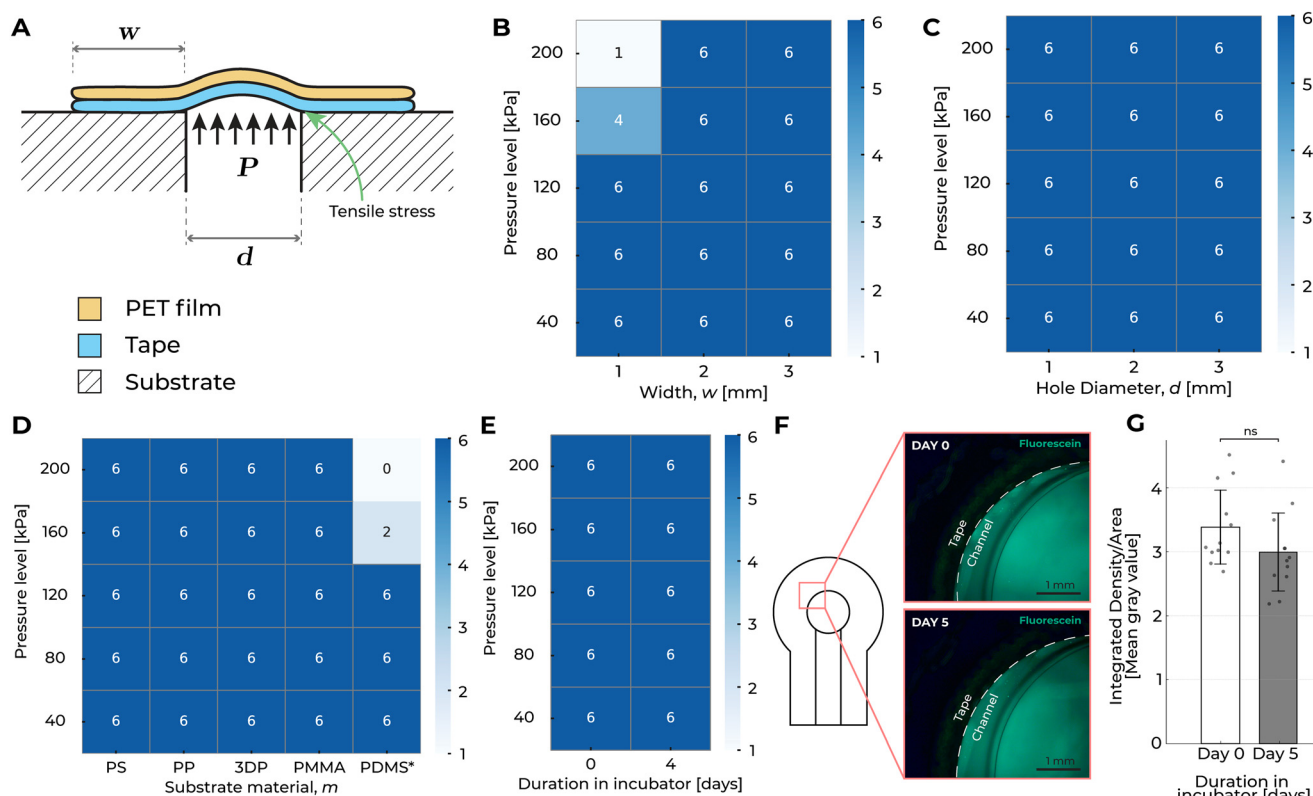 A
w
P
Tensile stress
d
PET film
Tape
Substrate
B
Pressure level [kPa]
200
160
120
80
40
1 6 6
4 6 6
6 6 6
6 6 6
6 6 6
1 2 3
Width, w [mm]
6
5
4
3
2
1
C
Pressure level [kPa]
200
160
120
80
40
6 6 6
6 6 6
6 6 6
6 6 6
6 6 6
1 2 3
Hole Diameter, d [mm]
6
5
4
3
2
1
D
Pressure level [kPa]
200
160
120
80
40
6 6 6 6 0
6 6 6 6 2
6 6 6 6 6
6 6 6 6 6
6 6 6 6 6
PS PP 3DP PMMA PDMS*
Substrate material, m
6
5
4
3
2
1
E
Pressure level [kPa]
200
160
120
80
40
6 6
6 6
6 6
6 6
6 6
0 4
Duration in incubator [days]
6
5
4
3
2
1
F
DAY 0
Fluorescein
Tape
Channel
1 mm
DAY 5
Fluorescein
Tape
Channel
1 mm
G
ns
Integrated Density/Area
[Mean gray value]
4
3
2
1
0
Day 0 Day 5
Duration in
incubator [days]